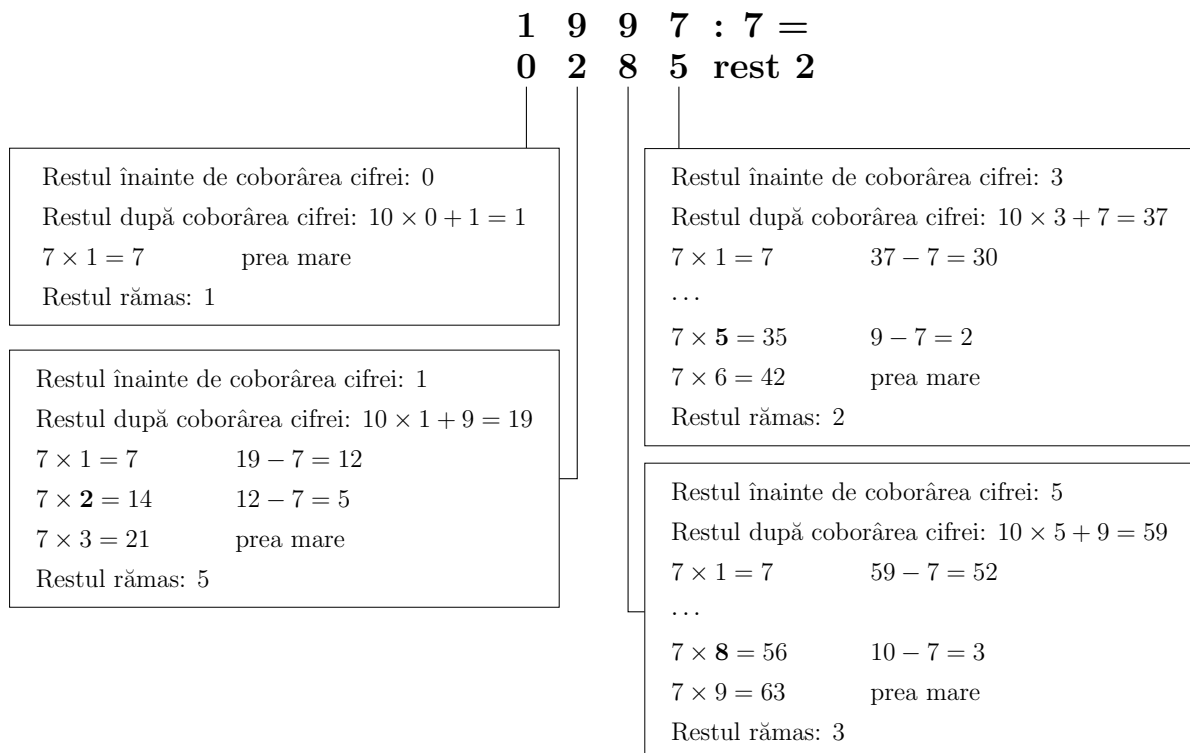 1 9 9 7 : 7 =
0 2 8 5 rest 2
Restul înainte de coborârea cifrei: 0
Restul după coborârea cifrei: 10 × 0 + 1 = 1
7 × 1 = 7 prea mare
Restul rămas: 1
Restul înainte de coborârea cifrei: 1
Restul după coborârea cifrei: 10 × 1 + 9 = 19
7 × 1 = 7 19 − 7 = 12
7 × 2 = 14 12 − 7 = 5
7 × 3 = 21 prea mare
Restul rămas: 5
Restul înainte de coborârea cifrei: 3
Restul după coborârea cifrei: 10 × 3 + 7 = 37
7 × 1 = 7 37 − 7 = 30
...
7 × 5 = 35 9 − 7 = 2
7 × 6 = 42 prea mare
Restul rămas: 2
Restul înainte de coborârea cifrei: 5
Restul după coborârea cifrei: 10 × 5 + 9 = 59
7 × 1 = 7 59 − 7 = 52
...
7 × 8 = 56 10 − 7 = 3
7 × 9 = 63 prea mare
Restul rămas: 3